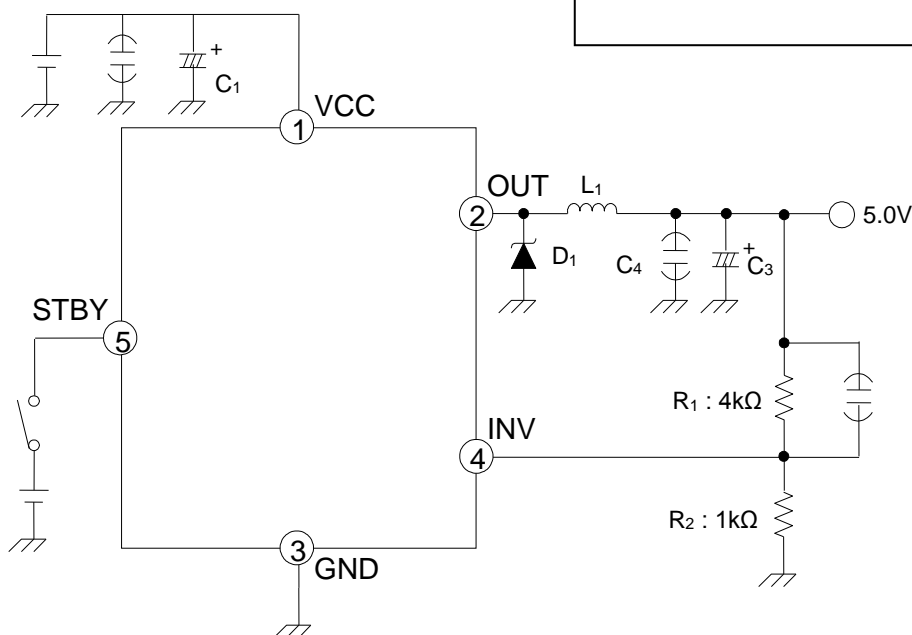 +
C1
VCC
1
OUT
L1
2
5.0V
D1
C4
+
C3
STBY
5
R1 : 4kΩ
INV
4
R2 : 1kΩ
3
GND